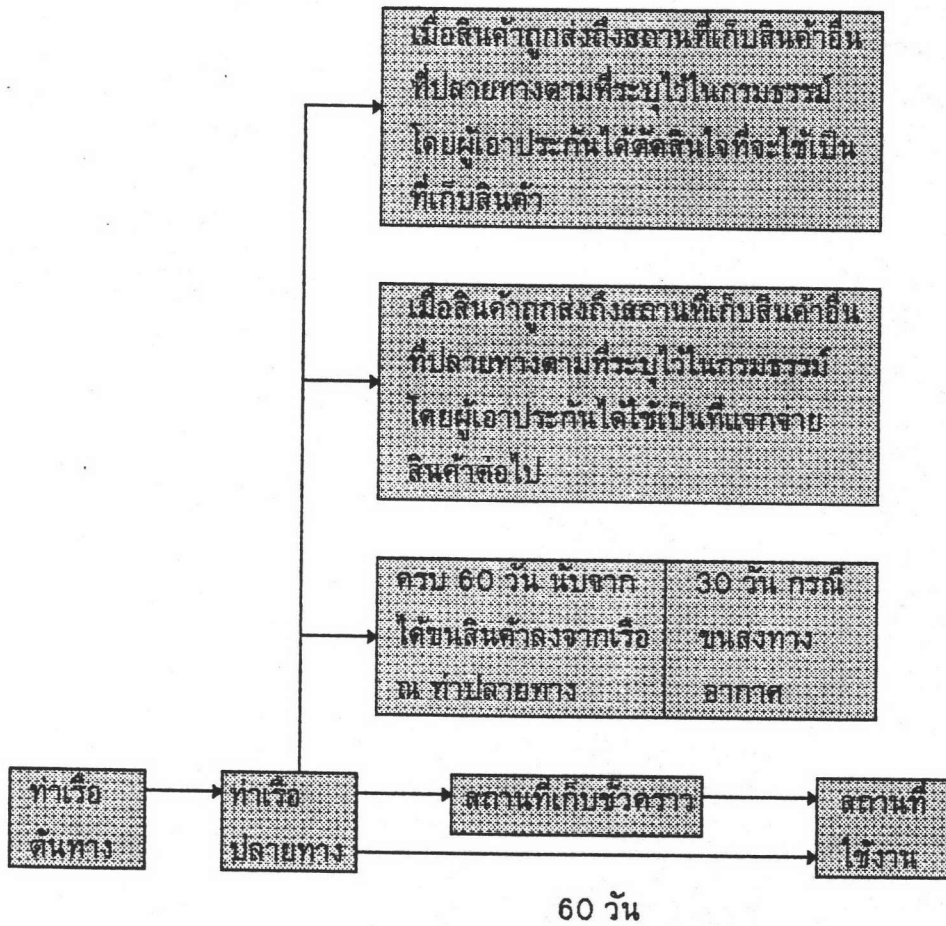 เมื่อสินค้าถูกส่งถึงสถานที่เก็บสินค้าอื่น
ที่ปลายทางตามที่ระบุไว้ในกรมธรรม์
โดยผู้เอาประกันได้ตัดสินใจที่จะใช้เป็น
ที่เก็บสินค้า
เมื่อสินค้าถูกส่งถึงสถานที่เก็บสินค้าอื่น
ที่ปลายทางตามที่ระบุไว้ในกรมธรรม์
โดยผู้เอาประกันได้ใช้เป็นที่แจกจ่าย
สินค้าต่อไป
ครบ 60 วัน นับจาก
ได้ขนสินค้าลงจากเรือ
ณ ท่าปลายทาง
30 วัน กรณี
ขนส่งทาง
อากาศ
ท่าเรือ
ต้นทาง
ท่าเรือ
ปลายทาง
สถานที่เก็บชั่วคราว
สถานที่
ใช้งาน
60 วัน